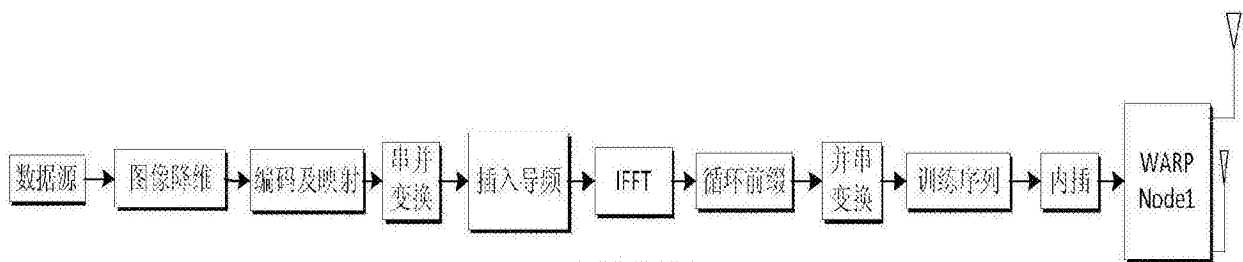 数据源
图像降维
编码及映射
串并
变换
插入导频
IFFT
循环前缀
并串
变换
训练序列
内插
WARP
Node1